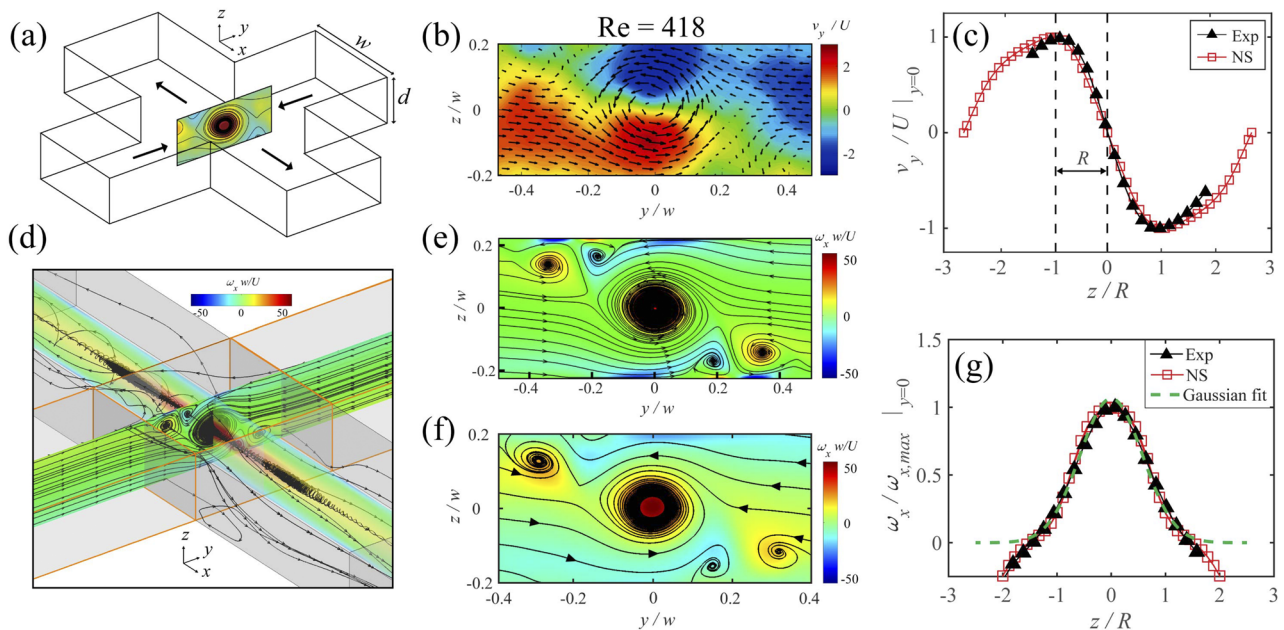 (a)
z
y
x
w
d
(b)
Re = 418
v_y / U
0.2
0
-0.2
z / w
-0.4
-0.2
0
0.2
0.4
y / w
2
1
0
-1
-2
(c)
1
0
-1
v_y / U |y=0
Exp
NS
R
-3
-2
-1
0
1
2
3
z / R
(d)
ω_x w/U
-50
0
50
z
y
x
(e)
ω_x w/U
0.2
0
-0.2
z / w
-0.4
-0.2
0
0.2
0.4
50
0
-50
(f)
ω_x w/U
0.2
0
-0.2
z / w
-0.4
-0.2
0
0.2
0.4
y / w
50
0
-50
(g)
1.5
1
0.5
0
ω_x / ω_x,max |y=0
Exp
NS
Gaussian fit
-3
-2
-1
0
1
2
3
z / R